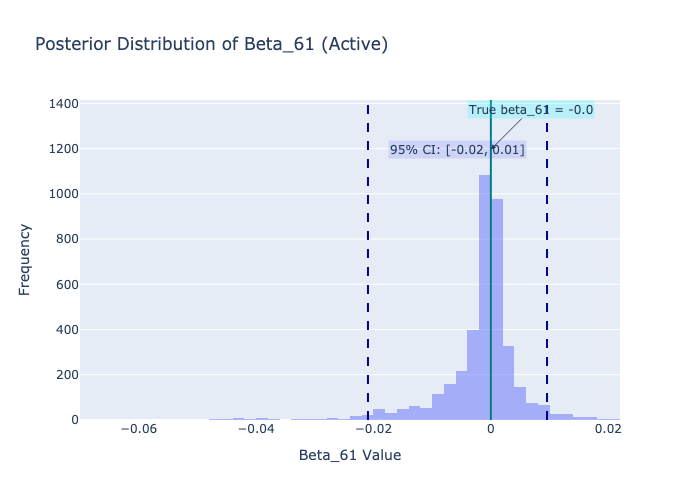 Posterior Distribution of Beta_61 (Active)
1400
True beta_61 = -0.0
1200
95% CI: [-0.02, 0.01]
1000
800
600
400
200
0
Frequency
−0.06
−0.04
−0.02
0
0.02
Beta_61 Value